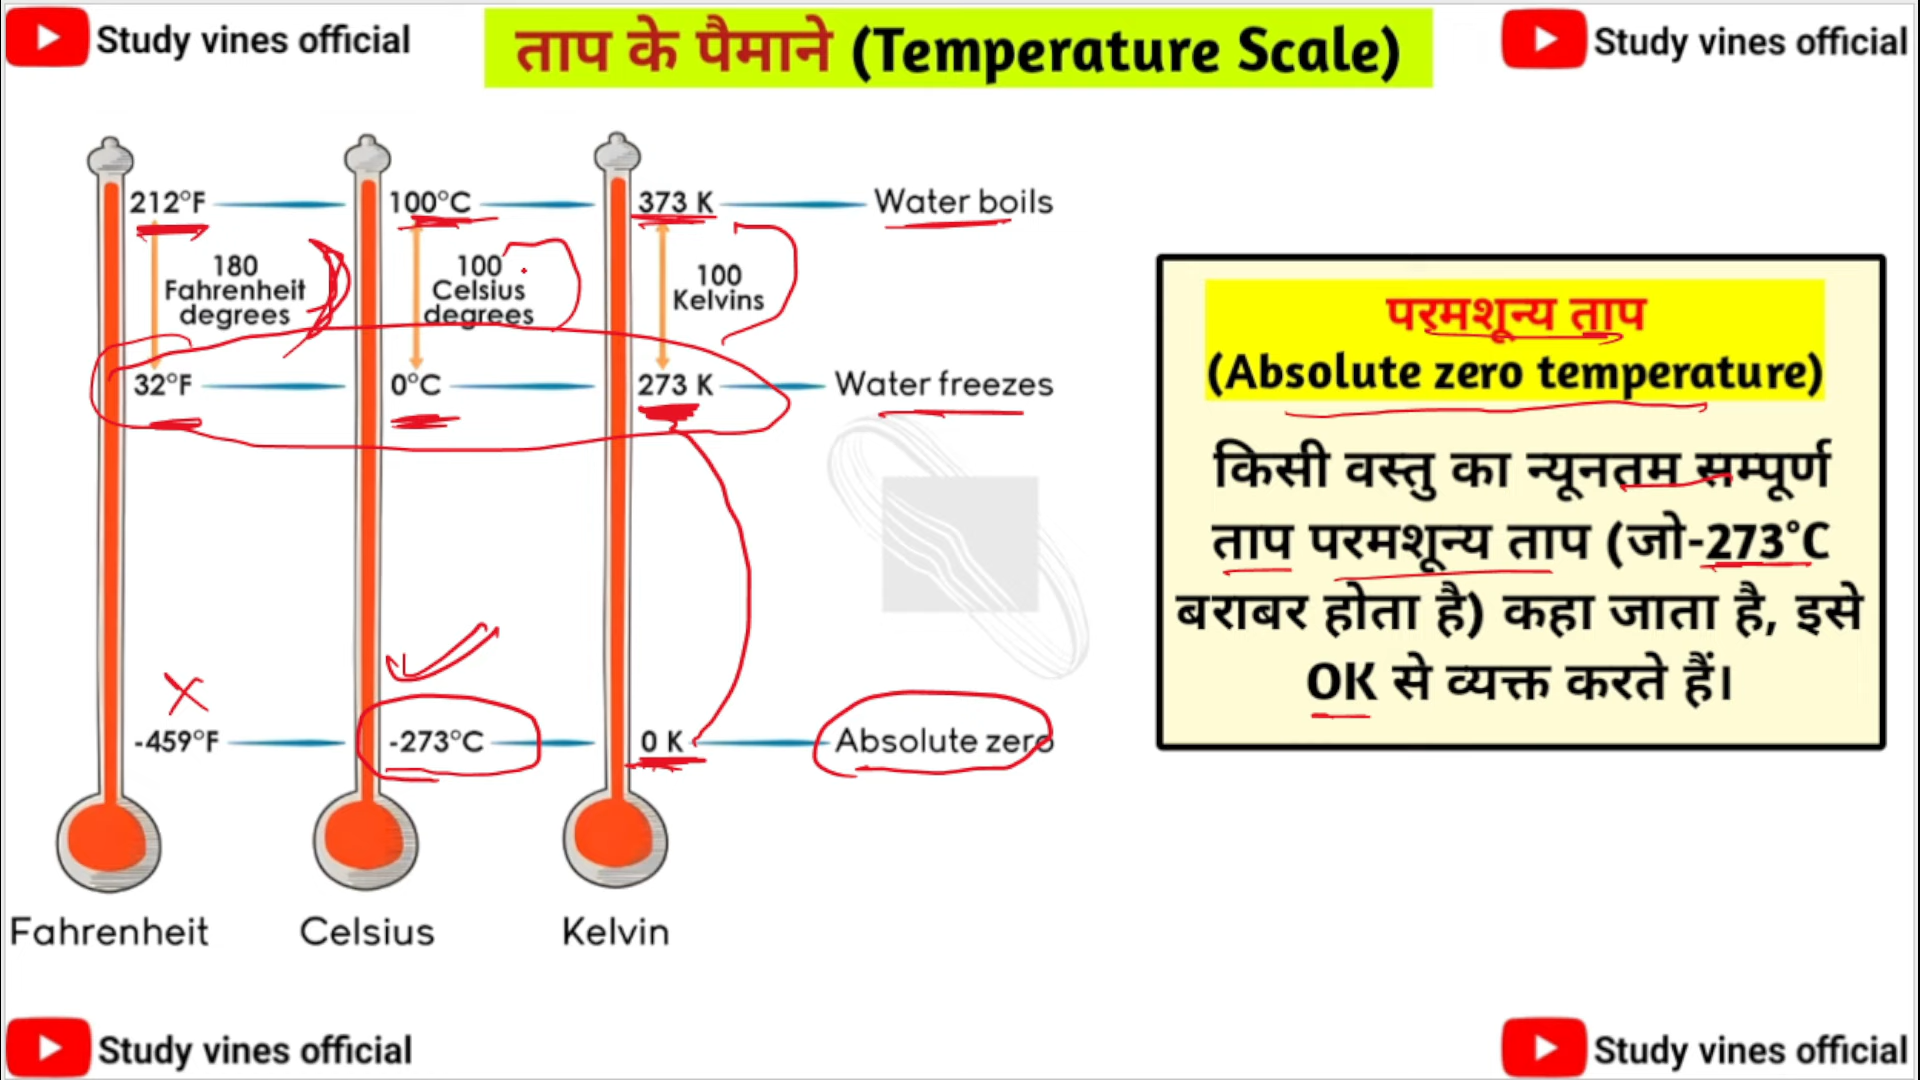 Study vines official
ताप के पैमाने (Temperature Scale)
Study vines official
212°F
100°C
373 K
Water boils
180
Fahrenheit
degrees
100
Celsius
degrees
100
Kelvins
32°F
0°C
273 K
Water freezes
-459°F
-273°C
0 K
Absolute zero
Fahrenheit
Celsius
Kelvin
परमशून्य ताप
(Absolute zero temperature)
किसी वस्तु का न्यूनतम सम्पूर्ण
ताप परमशून्य ताप (जो-273°C
बराबर होता है) कहा जाता है, इसे
OK से व्यक्त करते हैं।
Study vines official
Study vines official